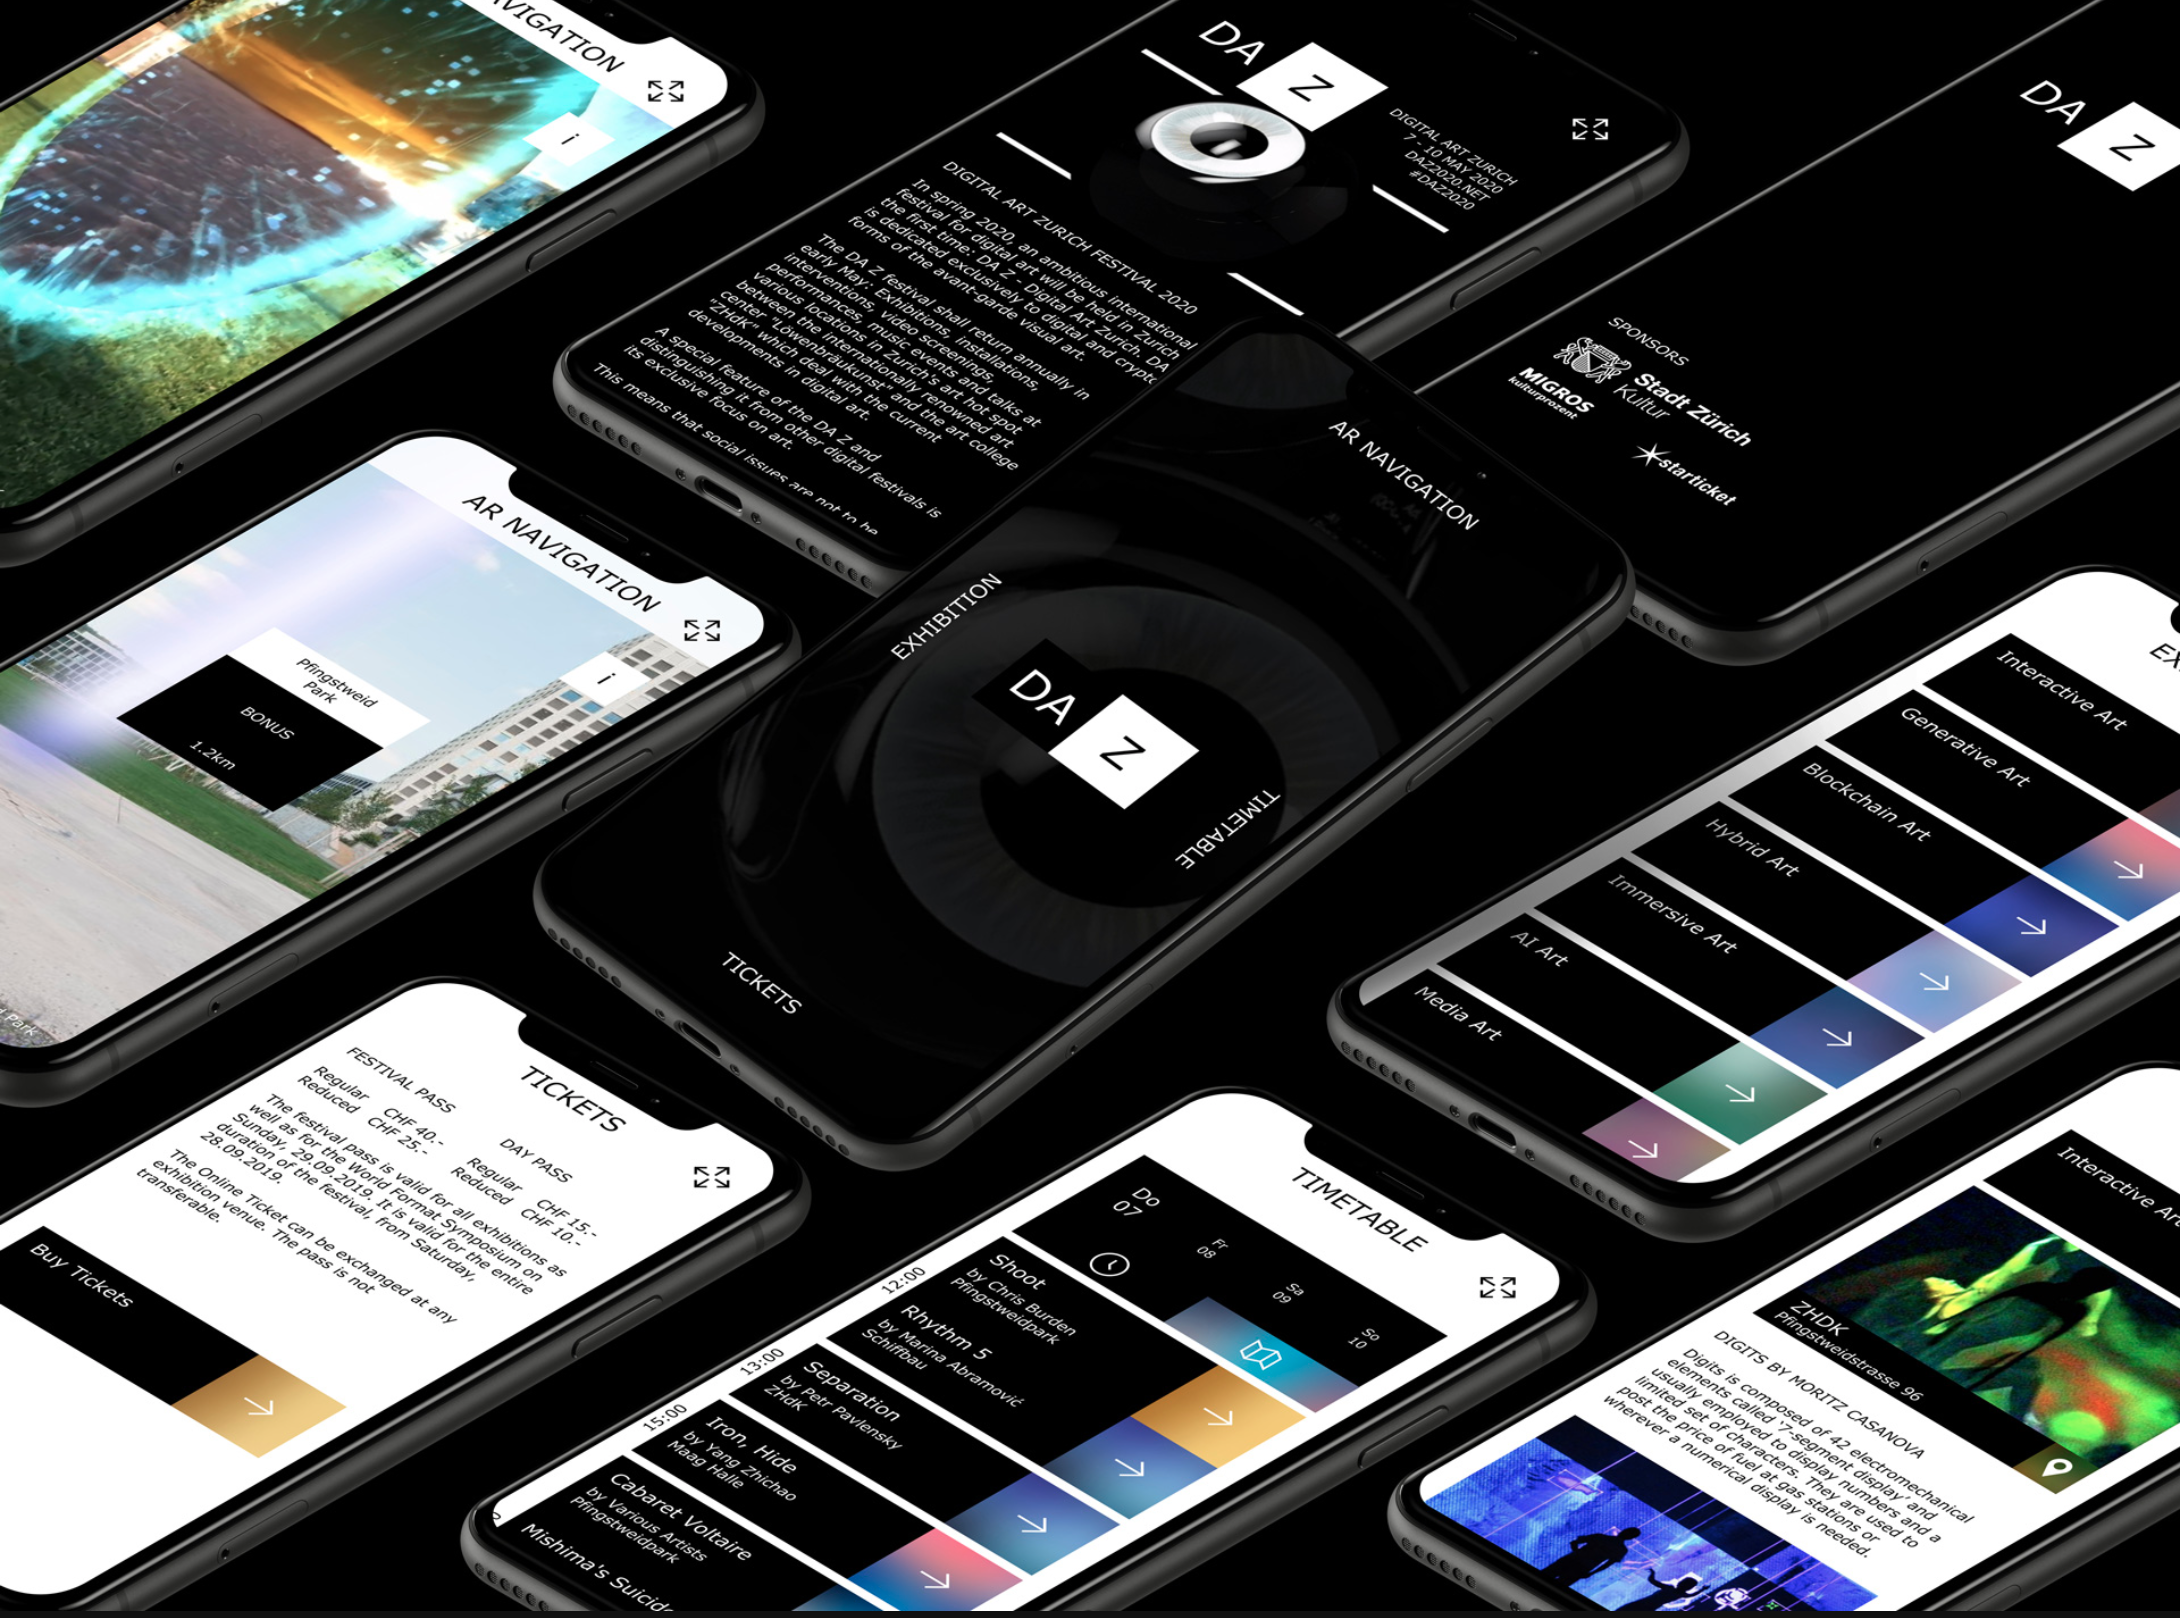 AVIGATION
i
DA
Z
DIGITAL ART ZURICH
7 - 10 MAY 2020
DAZ2020.NET
#DAZ2020
DIGITAL ART ZURICH FESTIVAL 2020
In spring 2020, an ambitious international
festival for digital art will be held in Zurich
the first time: DA Z - Digital Art Zurich. DA
is dedicated exclusively to digital and crypto
forms of the avant-garde visual art.
The DA Z festival shall return annually in
early May: Exhibitions, installations,
interventions, video screenings,
performances, music events and talks at
various locations in Zurich's art hot spot
between the internationally renowned art
center "Löwenbräukunst" and the art college
"ZHdK" which deal with the current
developments in digital art.
A special feature of the DA Z and
distinguishing it from other digital festivals is
its exclusive focus on art.
This means that social issues are not to be
DA
Z
SPONSORS
Stadt Zürich
Kultur
MIGROS
kulturprozent
starticket
AR NAVIGATION
i
Pfingstweid
Park
BONUS
1.2km
Park
AR NAVIGATION
EXHIBITION
DA
Z
TIMETABLE
TICKETS
EX
Interactive Art
Generative Art
Blockchain Art
Hybrid Art
Immersive Art
AI Art
Media Art
TICKETS
FESTIVAL PASS
Regular CHF 40.-
Reduced CHF 25.-
DAY PASS
Regular CHF 15.-
Reduced CHF 10.-
The festival pass is valid for all exhibitions as
well as for the World Format Symposium on
Sunday, 29.09.2019. It is valid for the entire
duration of the festival, from Saturday,
28.09.2019.
The Online Ticket can be exchanged at any
exhibition venue. The pass is not
transferable.
Buy Tickets
TIMETABLE
Do
07
Fr
08
Sa
09
So
10
12:00
Shoot
by Chris Burden
Pfingstweidpark
Rhythm 5
by Marina Abramović
Schiffbau
13:00
Separation
by Petr Pavlensky
ZHdK
15:00
Iron, Hide
by Yang Zhichao
Maag Halle
Cabaret Voltaire
by Various Artists
Pfingstweidpark
Mishima's Suicide
Interactive Ar
ZHDK
Pfingstweidstrasse 96
DIGITS BY MORITZ CASANOVA
Digits is composed of 42 electromechanical
elements called '7-segment display' and
usually employed to display numbers and a
limited set of characters. They are used to
post the price of fuel at gas stations or
wherever a numerical display is needed.